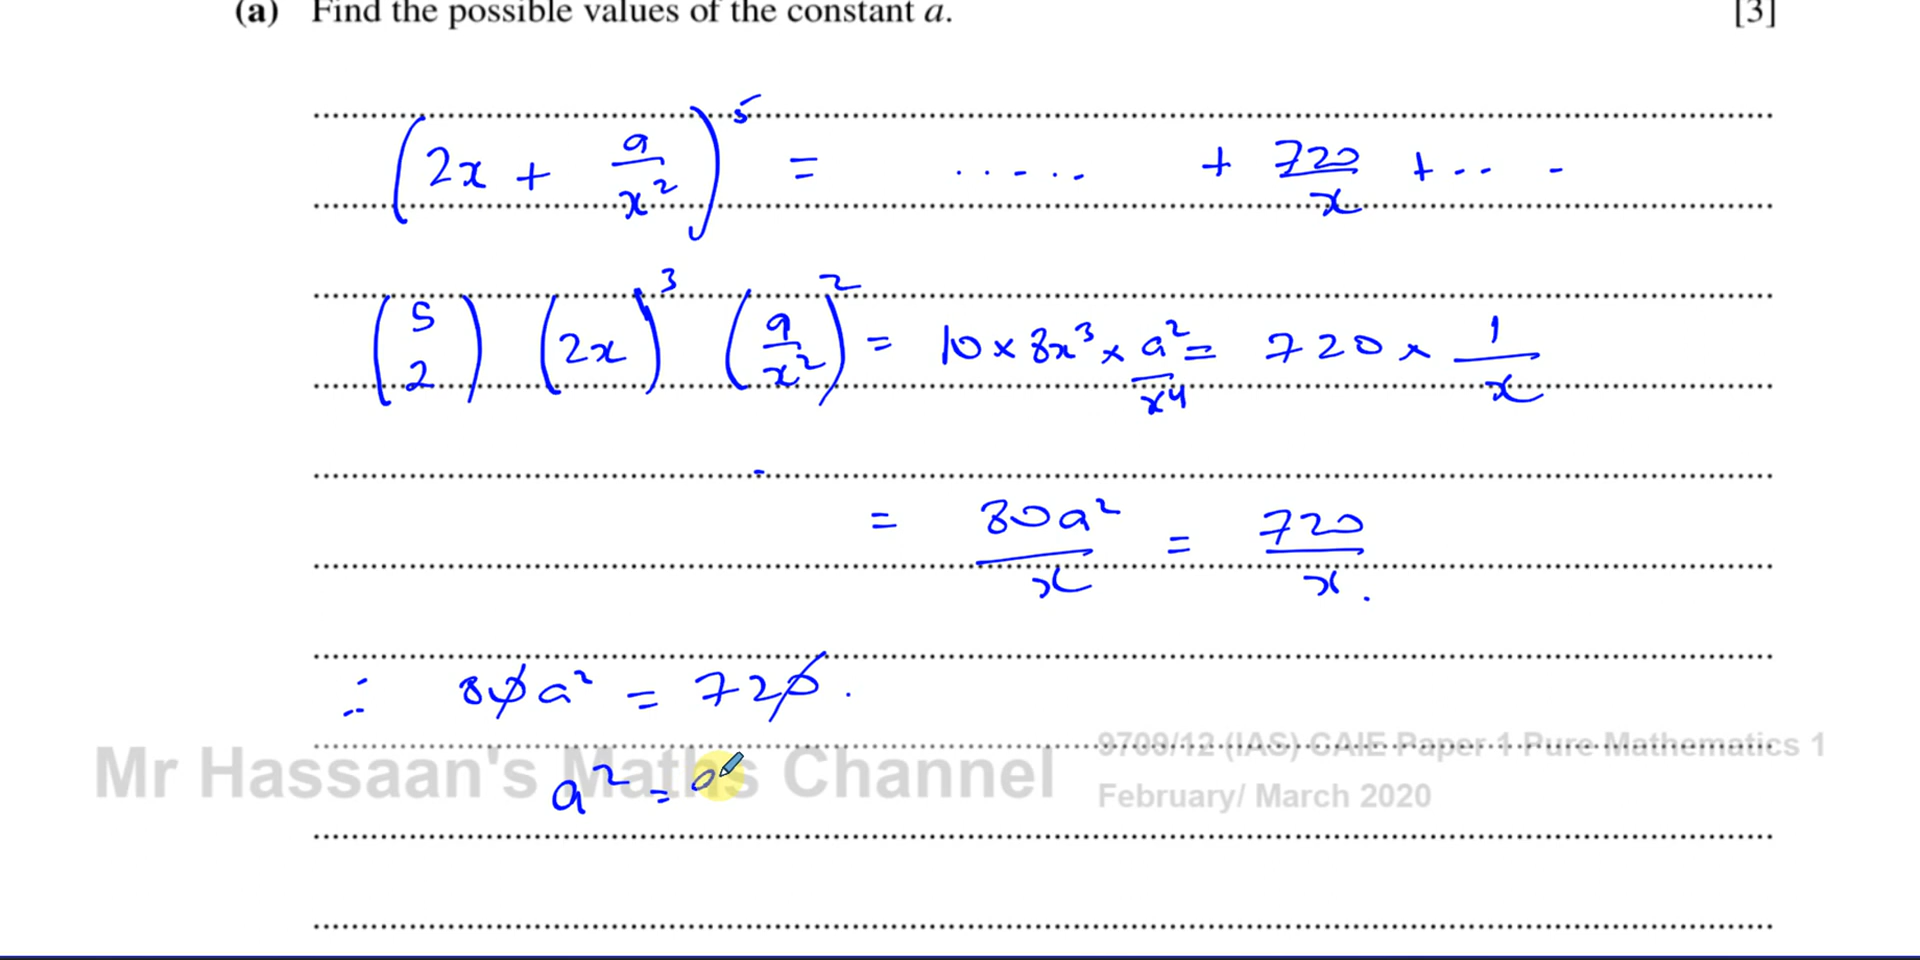 (a) Find the possible values of the constant a. [3]
(2x + a/x²)⁵ = ..... + 720/x + ...
(5 2) (2x)³ (a/x²)² = 10 × 8x³ × a²/x⁴ = 720 × 1/x
= 80a²/x = 720/x.
∴ 80a² = 720.
9709/12 (IAS) CAIE Paper 1 Pure Mathematics 1
Mr Hassaan's Maths Channel
a² =
February/ March 2020